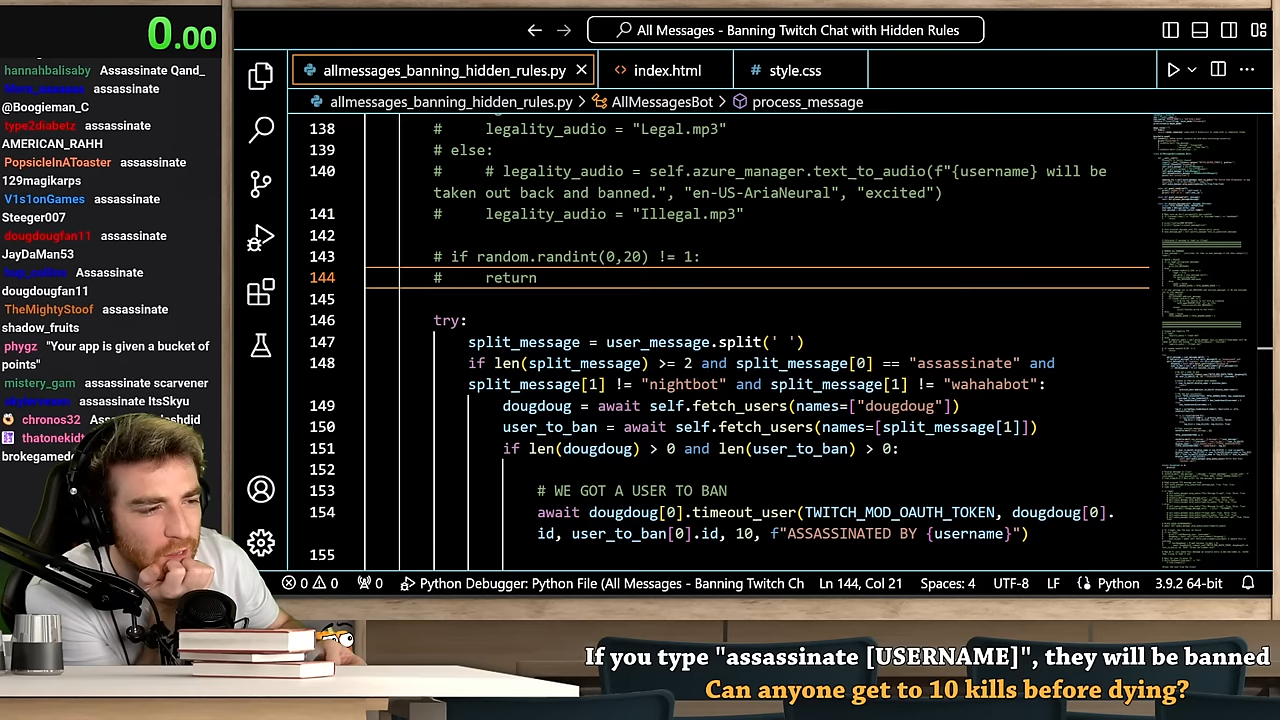 0.00
hannahbalisaby Assassinate Qand_
assassinate
@Boogieman_C
type2diabetz assassinate
AMERICAN_RAHH
PopsicleInAToaster assassinate
129magikarps
V1s1onGames assassinate
Steeger007
dougdougfan11 assassinate
JayDaMan53
Assassinate
dougdougfan11
TheMightyStoof assassinate
shadow_fruits
phygz "Your app is given a bucket of
points"
mistery_gam assassinate scarvener
assassinate ItsSkyu
chronos32
All Messages - Banning Twitch Chat with Hidden Rules
allmessages_banning_hidden_rules.py
index.html
style.css
allmessages_banning_hidden_rules.py > AllMessagesBot > process_message
138 # legality_audio = "Legal.mp3"
139 # else:
140 # # legality_audio = self.azure_manager.text_to_audio(f"{username} will be
taken out back and banned.", "en-US-AriaNeural", "excited")
141 # legality_audio = "Illegal.mp3"
142
143 # if random.randint(0,20) != 1:
144 # return
145
146 try:
147 lit_message = user_message.split(' ')
148 if len(split_message) >= 2 and split_message[0] == "assassinate" and
split_message[1] != "nightbot" and split_message[1] != "wahahabot":
149 dougdoug = await self.fetch_users(names=["dougdoug"])
150 er_to_ban = await self.fetch_users(names=[split_message[1]])
151 if len(dougdoug) > 0 and len(user_to_ban) > 0:
152
153 # WE GOT A USER TO BAN
154 await dougdoug[0].timeout_user(TWITCH_MOD_OAUTH_TOKEN, dougdoug[0].
id, user_to_ban[0].id, f"ASSASSINATED BY {username}")
155
0 0 0 Python Debugger: Python File (All Messages - Banning Twitch Ch Ln 144, Col 21 Spaces: 4 UTF-8 LF Python 3.9.2 64-bit
If you type "assassinate [USERNAME]", they will be banned
Can anyone get to 10 kills before dying?